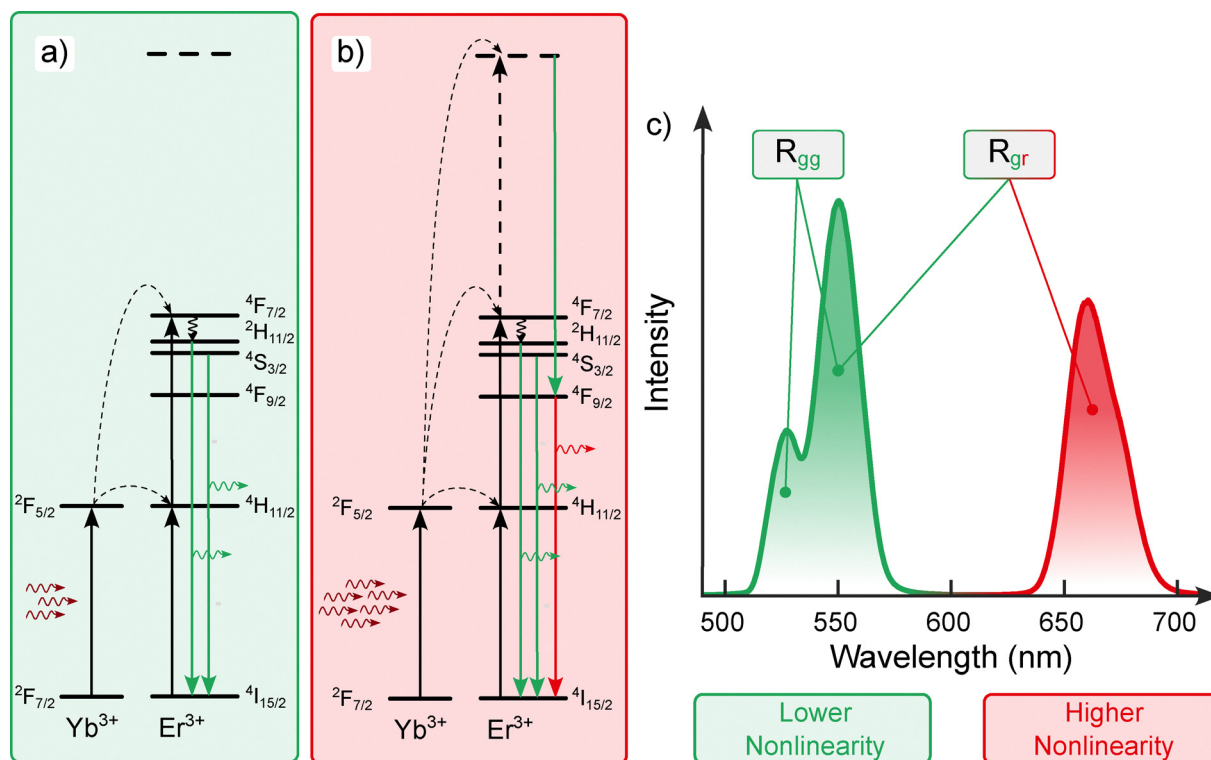 a)
⁴F₇/₂
²H₁₁/₂
⁴S₃/₂
⁴F₉/₂
²F₅/₂
⁴H₁₁/₂
²F₇/₂
⁴I₁₅/₂
Yb³⁺
Er³⁺
b)
⁴F₇/₂
²H₁₁/₂
⁴S₃/₂
⁴F₉/₂
²F₅/₂
⁴H₁₁/₂
²F₇/₂
⁴I₁₅/₂
Yb³⁺
Er³⁺
c)
R_gg
R_gr
Intensity
500 550 600 650 700
Wavelength (nm)
Lower
Nonlinearity
Higher
Nonlinearity